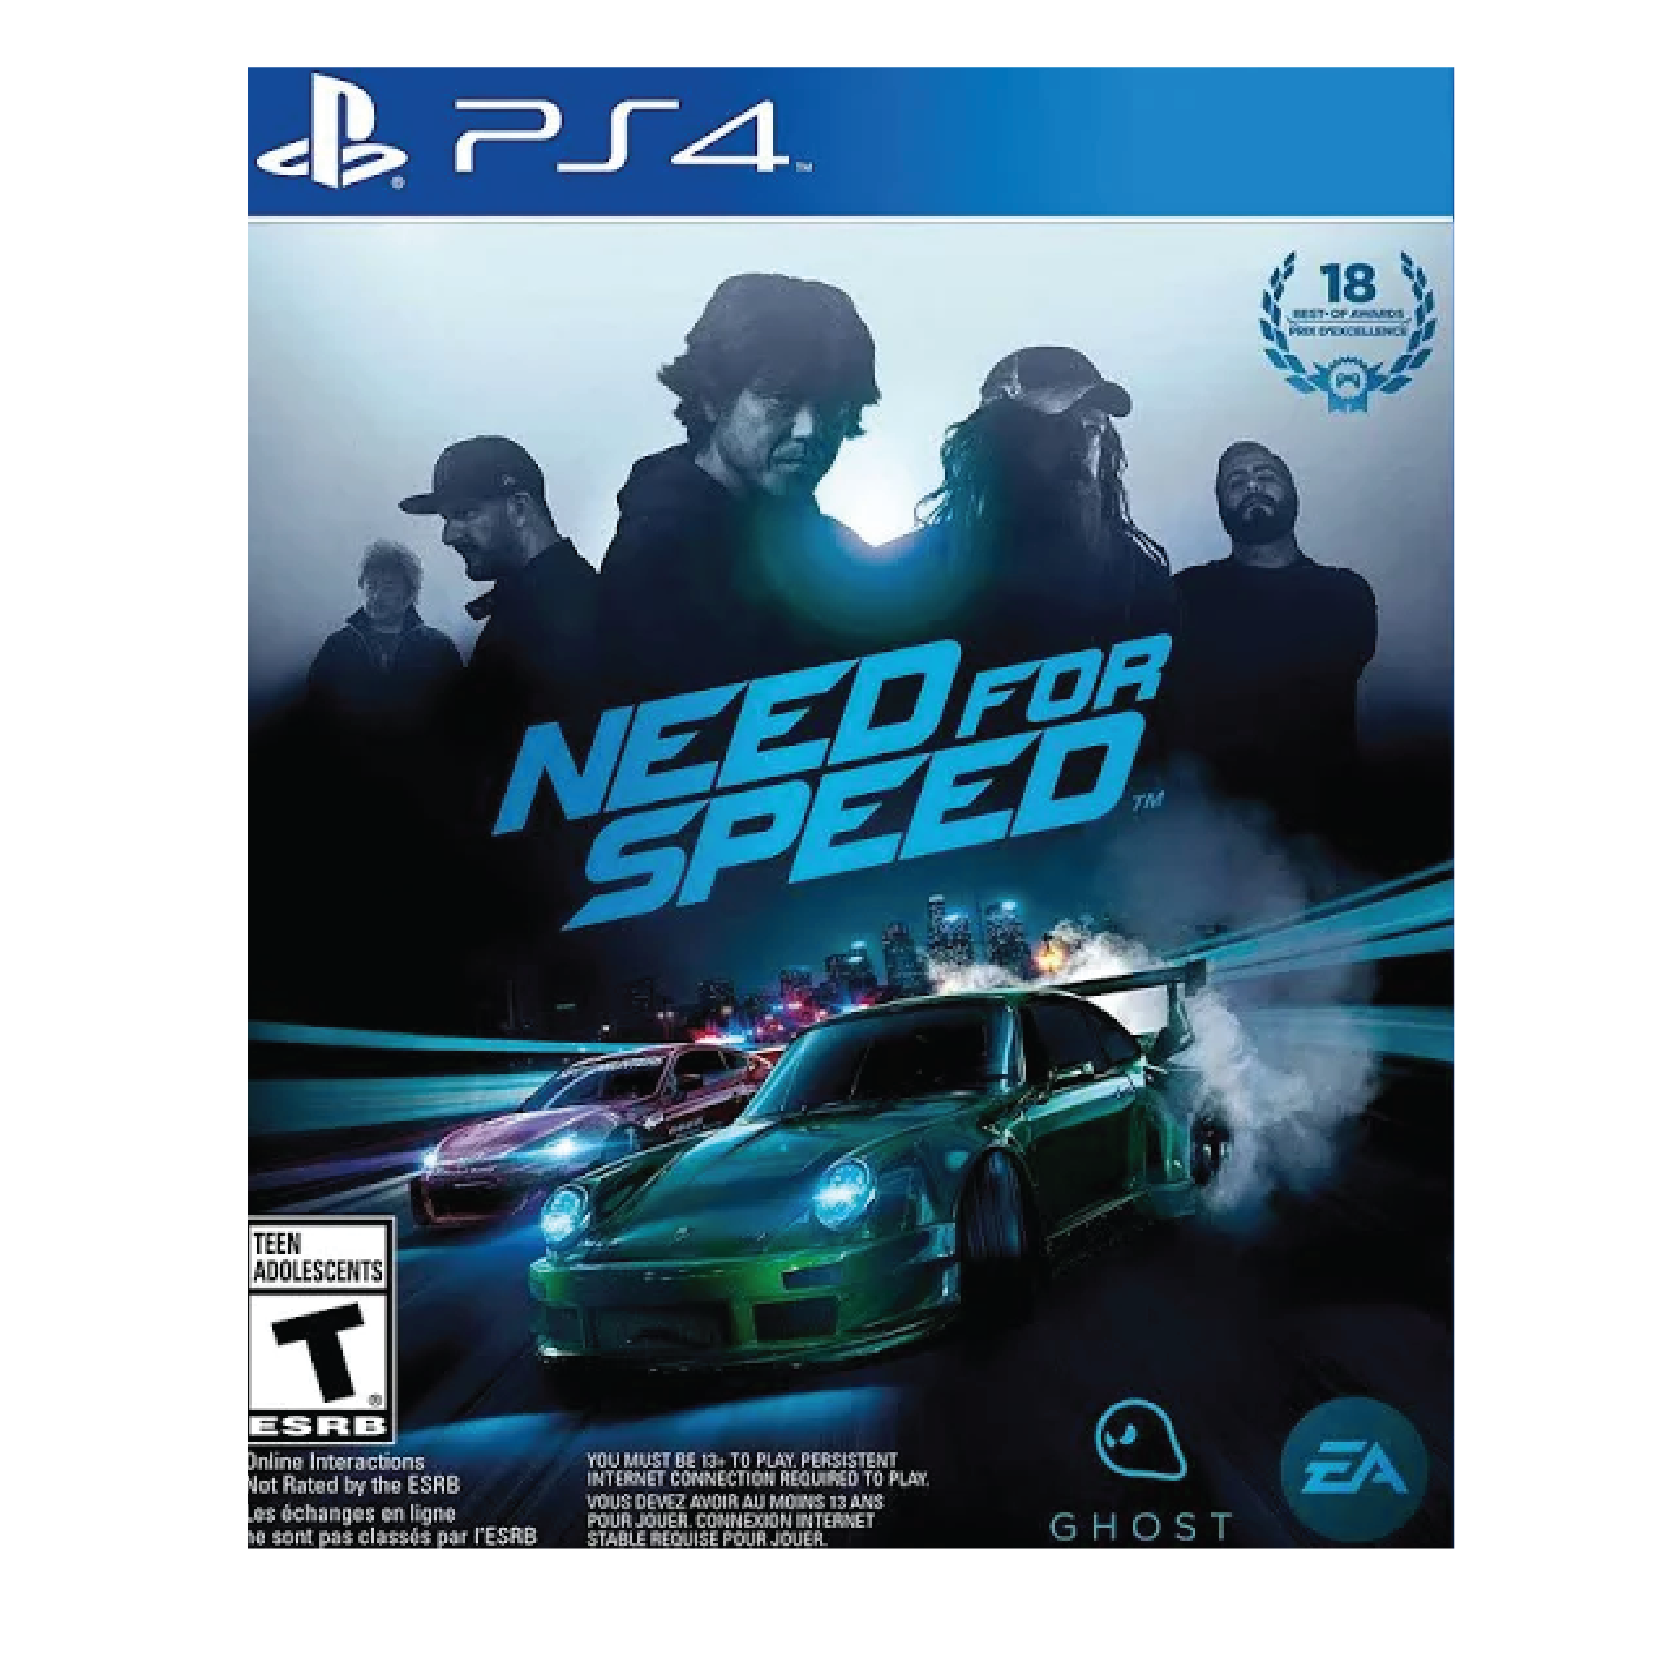 PS4™
18
BEST-OF AWARDS
PRIX D'EXCELLENCE
NEED FOR
SPEED™
TEEN
ADOLESCENTS
T®
ESRB
Online Interactions
Not Rated by the ESRB
Les échanges en ligne
ne sont pas classés par l'ESRB
YOU MUST BE 13+ TO PLAY. PERSISTENT
INTERNET CONNECTION REQUIRED TO PLAY.
VOUS DEVEZ AVOIR AU MOINS 13 ANS
POUR JOUER. CONNEXION INTERNET
STABLE REQUISE POUR JOUER.
GHOST
EA